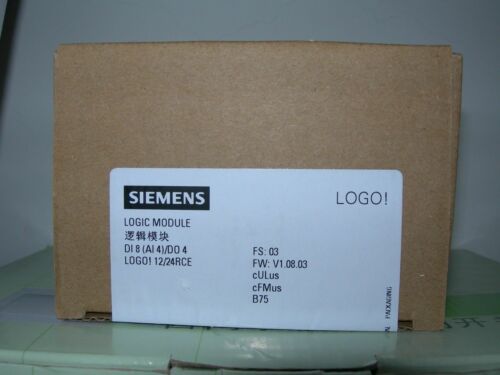 SIEMENS
LOGO!
LOGIC MODULE
逻辑模块
DI 8 (AI 4)/DO 4
LOGO! 12/24RCE
FS: 03
FW: V1.08.03
cULus
cFMus
B75
PACKAGING